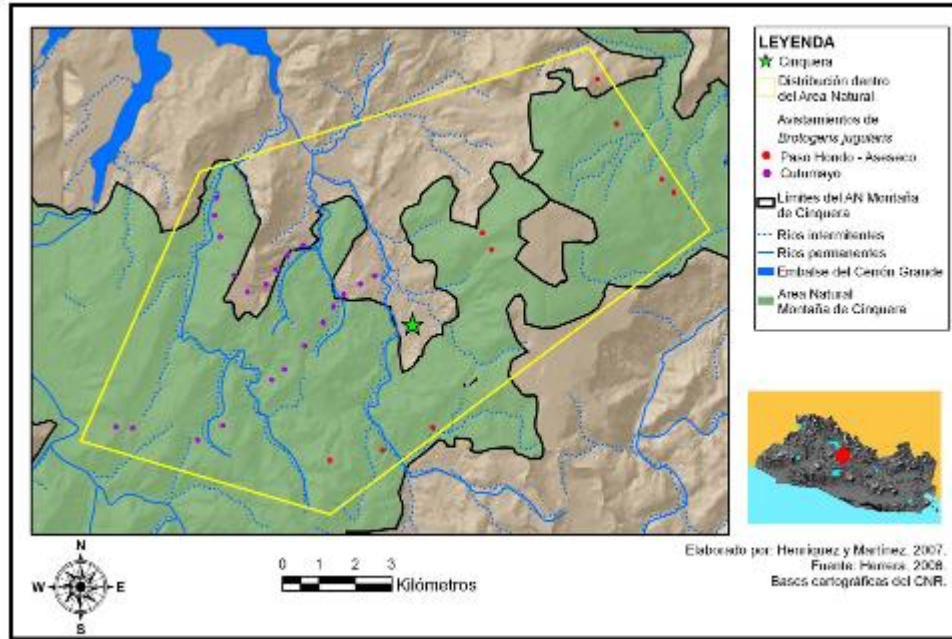 LEYENDA
Cinquera
Distribución dentro
del Area Natural
Avistamientos de
Brotogeris jugularis
Paso Hondo - Aseseco
Cutumayo
Límites del AN Montaña
de Cinquera
Ríos intermitentes
Ríos permanentes
Embalse del Cerrón Grande
Area Natural
Montaña de Cinquera
N
W
E
S
0 1 2 3
Kilómetros
Elaborado por: Henríquez y Martínez, 2007.
Fuente: Herrera, 2006.
Bases cartográficas del CNR.